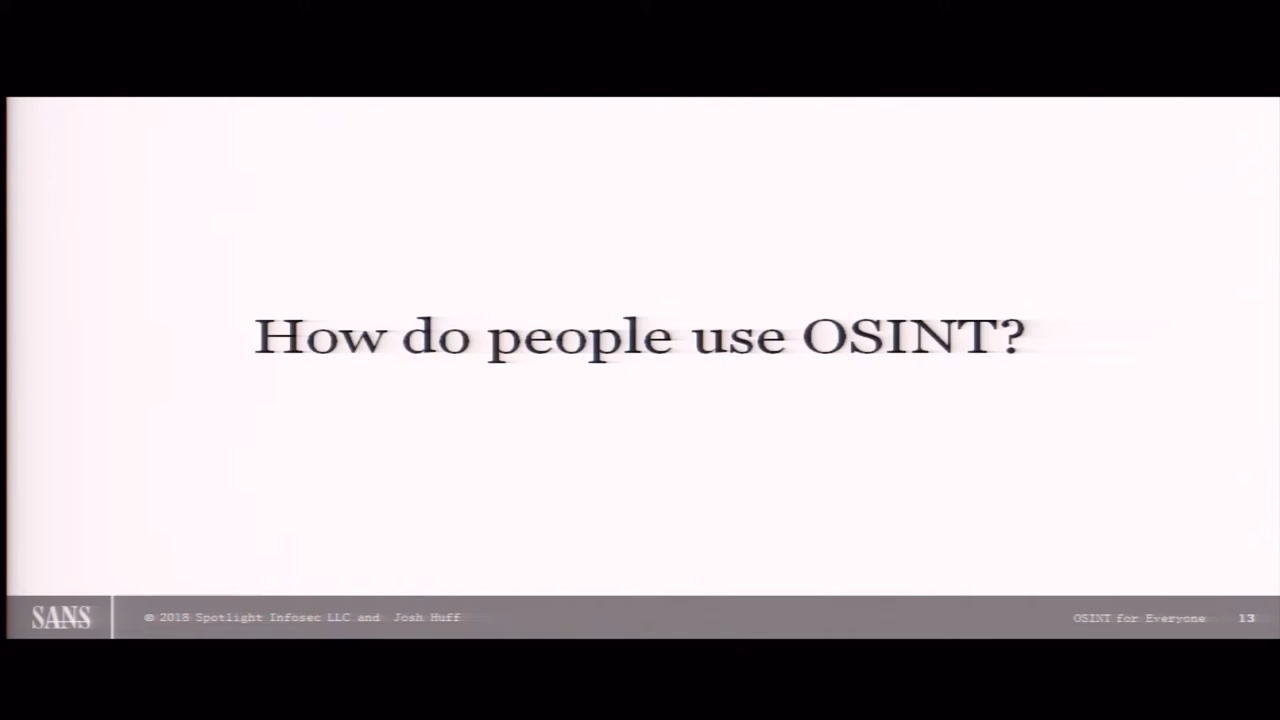 How do people use OSINT?
SANS
© 2018 Spotlight Infosec LLC and Josh Huff
OSINT for Everyone 13